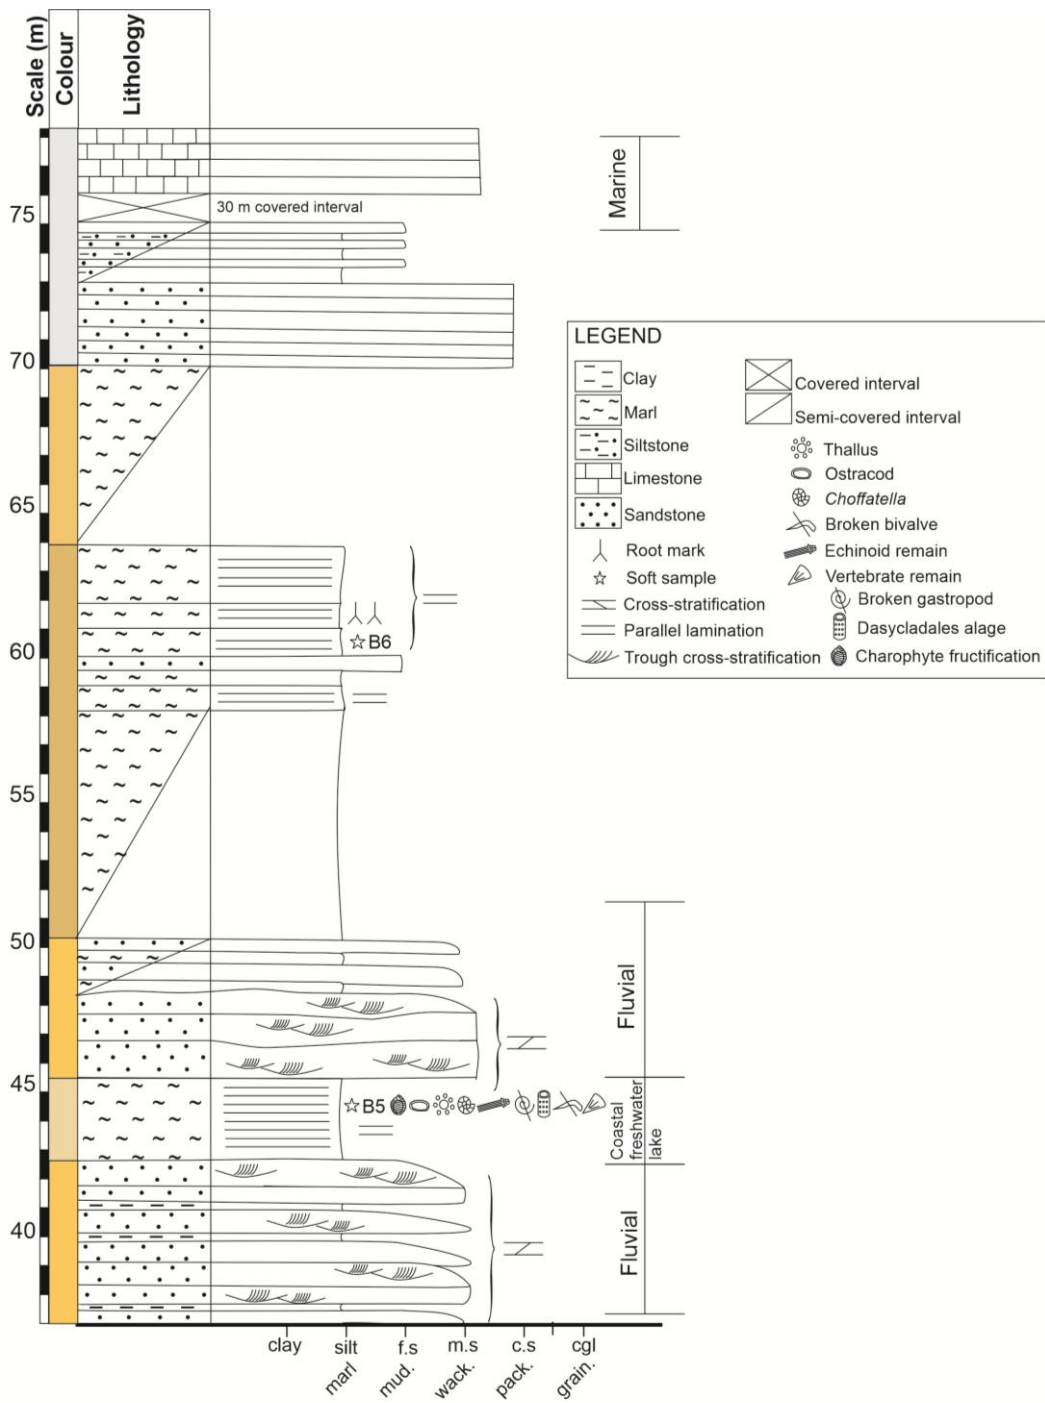 Scale (m)
Colour
Lithology
75
30 m covered interval
Marine
70
65
B6
60
55
50
Fluvial
45
B5
Coastal
freshwater
lake
40
Fluvial
clay
silt
f.s
m.s
c.s
cgl
marl
mud.
wack.
pack.
grain.
LEGEND
Clay
Marl
Siltstone
Limestone
Sandstone
Root mark
Soft sample
Cross-stratification
Parallel lamination
Trough cross-stratification
Covered interval
Semi-covered interval
Thallus
Ostracod
Choffatella
Broken bivalve
Echinoid remain
Vertebrate remain
Broken gastropod
Dasycladales alage
Charophyte fructification